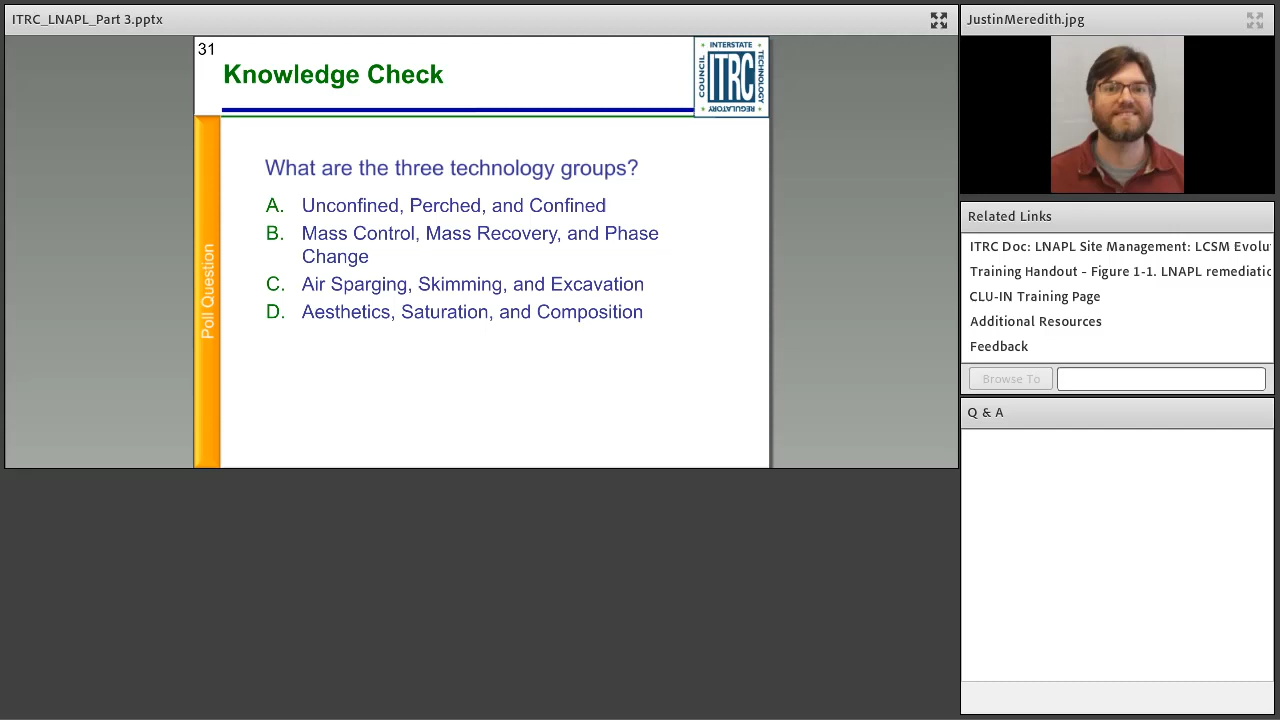 ITRC_LNAPL_Part 3.pptx
31
Knowledge Check
INTERSTATE
COUNCIL
ITRC
TECHNOLOGY
REGULATORY
Poll Question
What are the three technology groups?
A. Unconfined, Perched, and Confined
B. Mass Control, Mass Recovery, and Phase
Change
C. Air Sparging, Skimming, and Excavation
D. Aesthetics, Saturation, and Composition
JustinMeredith.jpg
Related Links
ITRC Doc: LNAPL Site Management: LCSM Evolu
Training Handout - Figure 1-1. LNAPL remediatic
CLU-IN Training Page
Additional Resources
Feedback
Browse To
Q & A